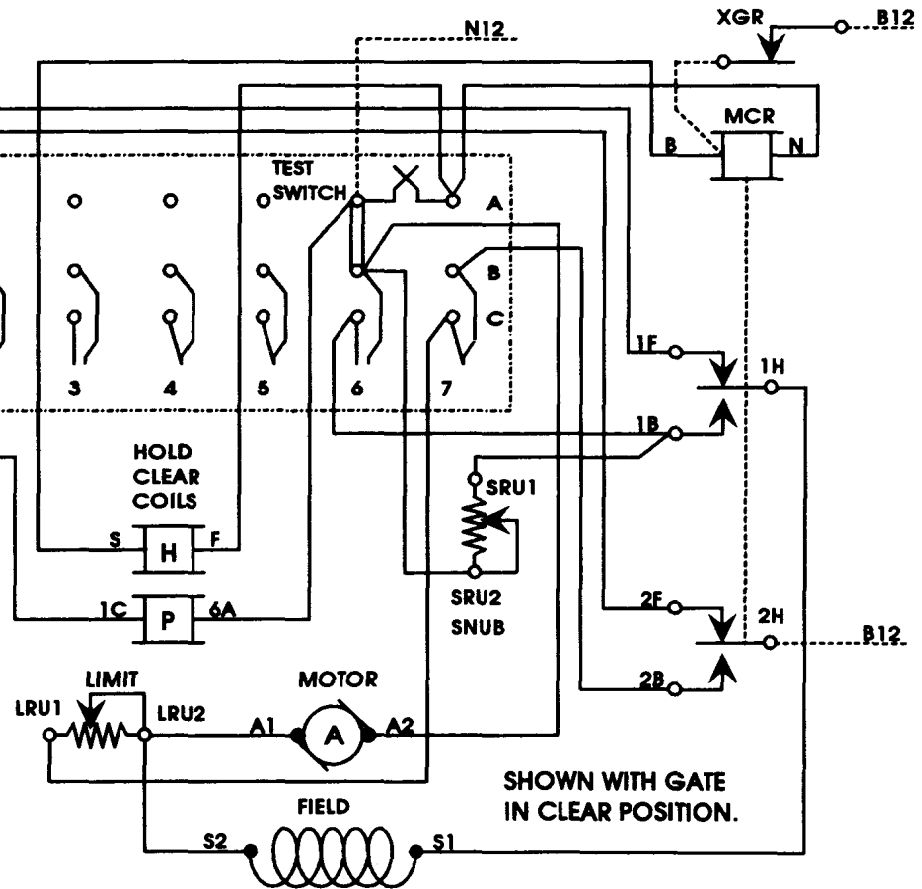 XGR
B12
N12
MCR
B
N
TEST
SWITCH
A
B
C
3
4
5
6
7
1F
1H
1B
HOLD
CLEAR
COILS
S
H
F
SRU1
1C
P
6A
SRU2
SNUB
2F
2H
B12
2B
LIMIT
MOTOR
LRU1
LRU2
A1
A
A2
SHOWN WITH GATE
IN CLEAR POSITION.
FIELD
S2
S1